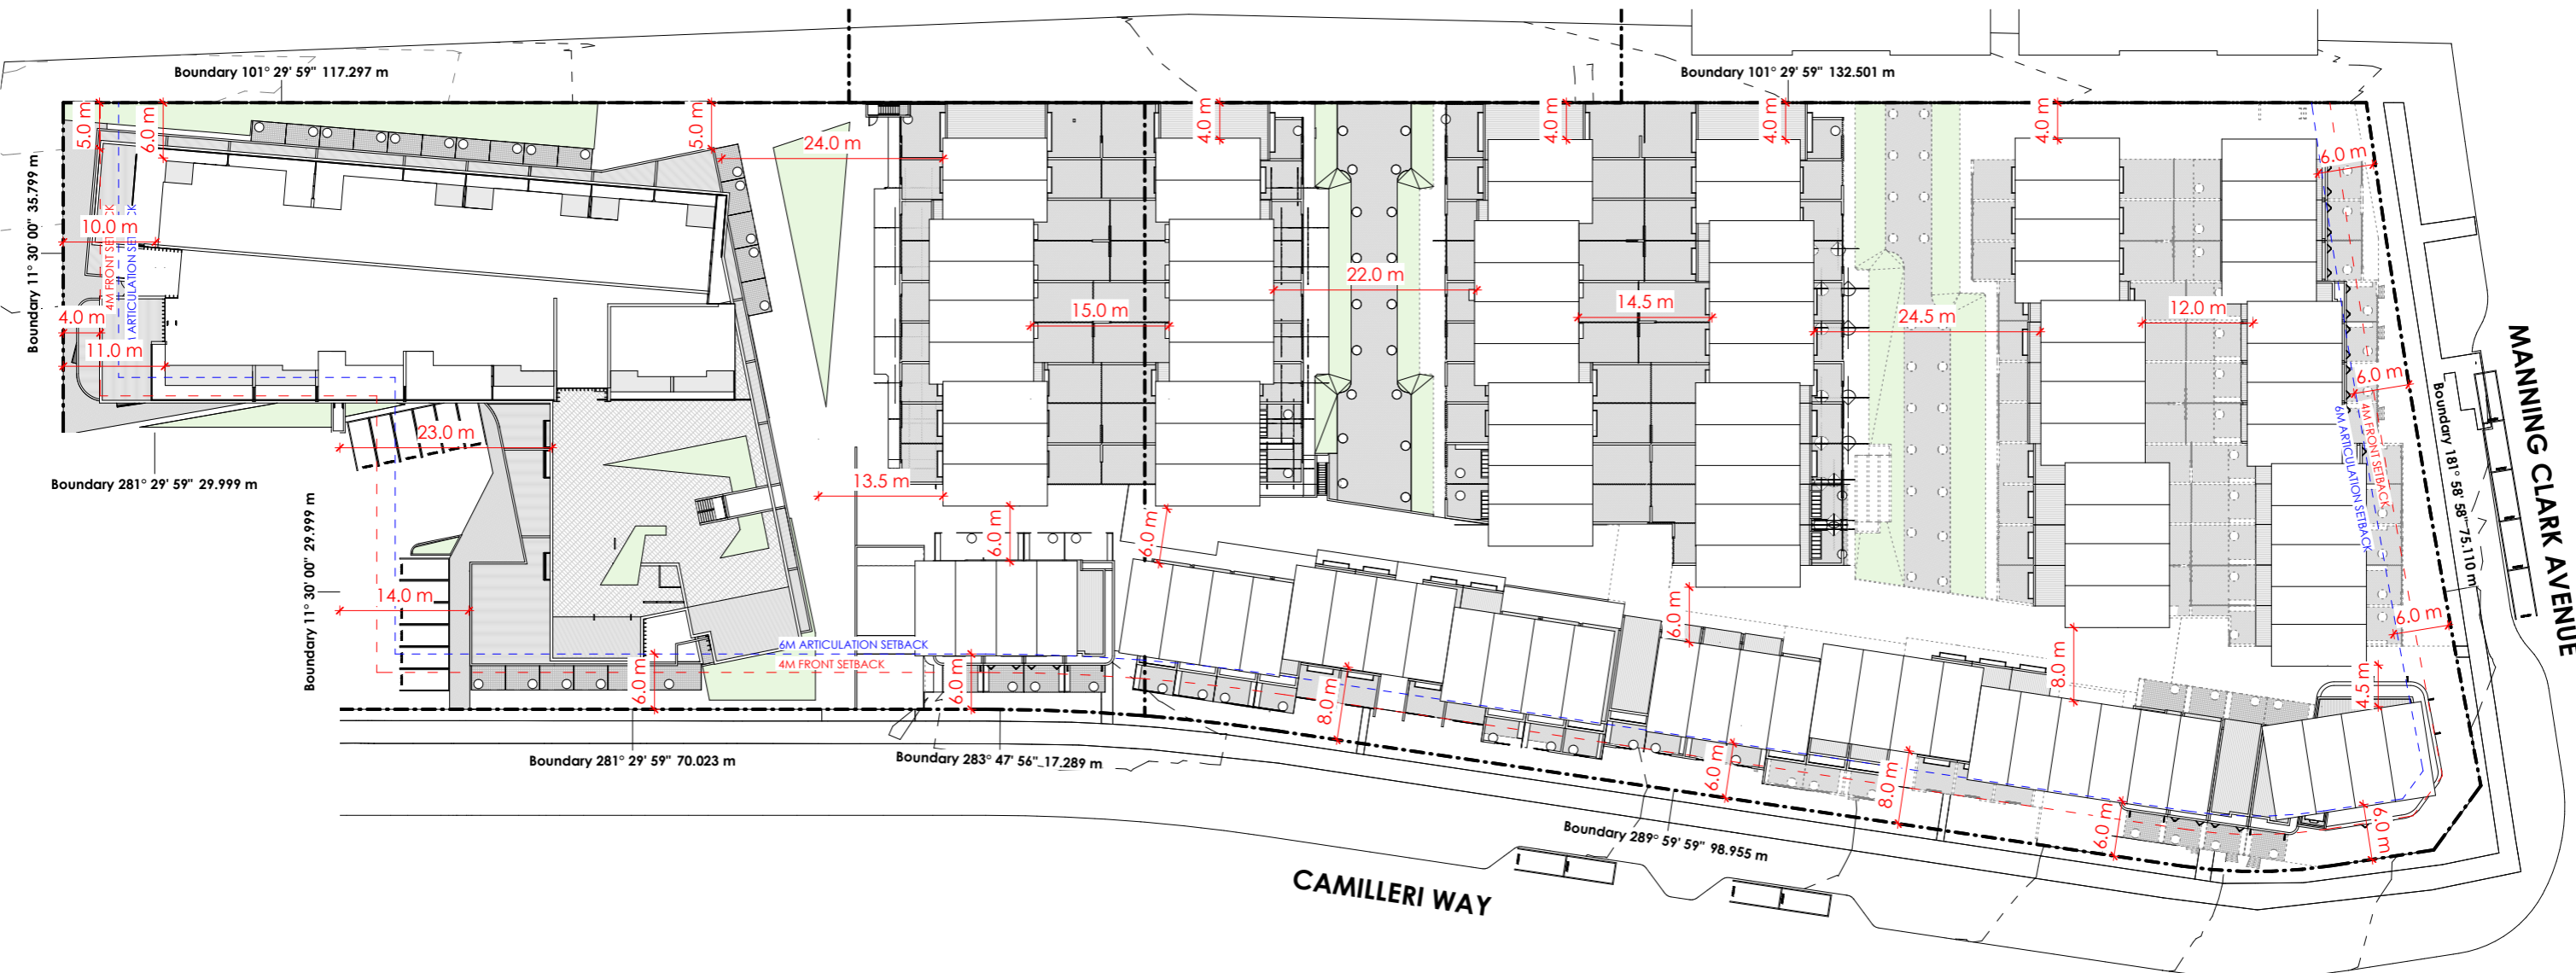 Boundary 101° 29' 59" 117.297 m
Boundary 101° 29' 59" 132.501 m
5.0 m
6.0 m
5.0 m
24.0 m
4.0 m
4.0 m
4.0 m
4.0 m
6.0 m
Boundary 11° 30' 00" 35.799 m
10.0 m
4M FRONT SETBACK
ARTICULATION SETBACK
4.0 m
11.0 m
15.0 m
22.0 m
14.5 m
24.5 m
12.0 m
6.0 m
MANNING CLARK AVENUE
Boundary 181° 58' 58" 75.110 m
4M FRONT SETBACK
6M ARTICULATION SETBACK
23.0 m
13.5 m
Boundary 281° 29' 59" 29.999 m
Boundary 11° 30' 00" 29.999 m
14.0 m
6.0 m
6.0 m
6.0 m
6.0 m
8.0 m
4.5 m
6M ARTICULATION SETBACK
4M FRONT SETBACK
6.0 m
6.0 m
8.0 m
6.0 m
8.0 m
6.0 m
6.0 m
Boundary 281° 29' 59" 70.023 m
Boundary 283° 47' 56" 17.289 m
Boundary 289° 59' 59" 98.955 m
CAMILLERI WAY